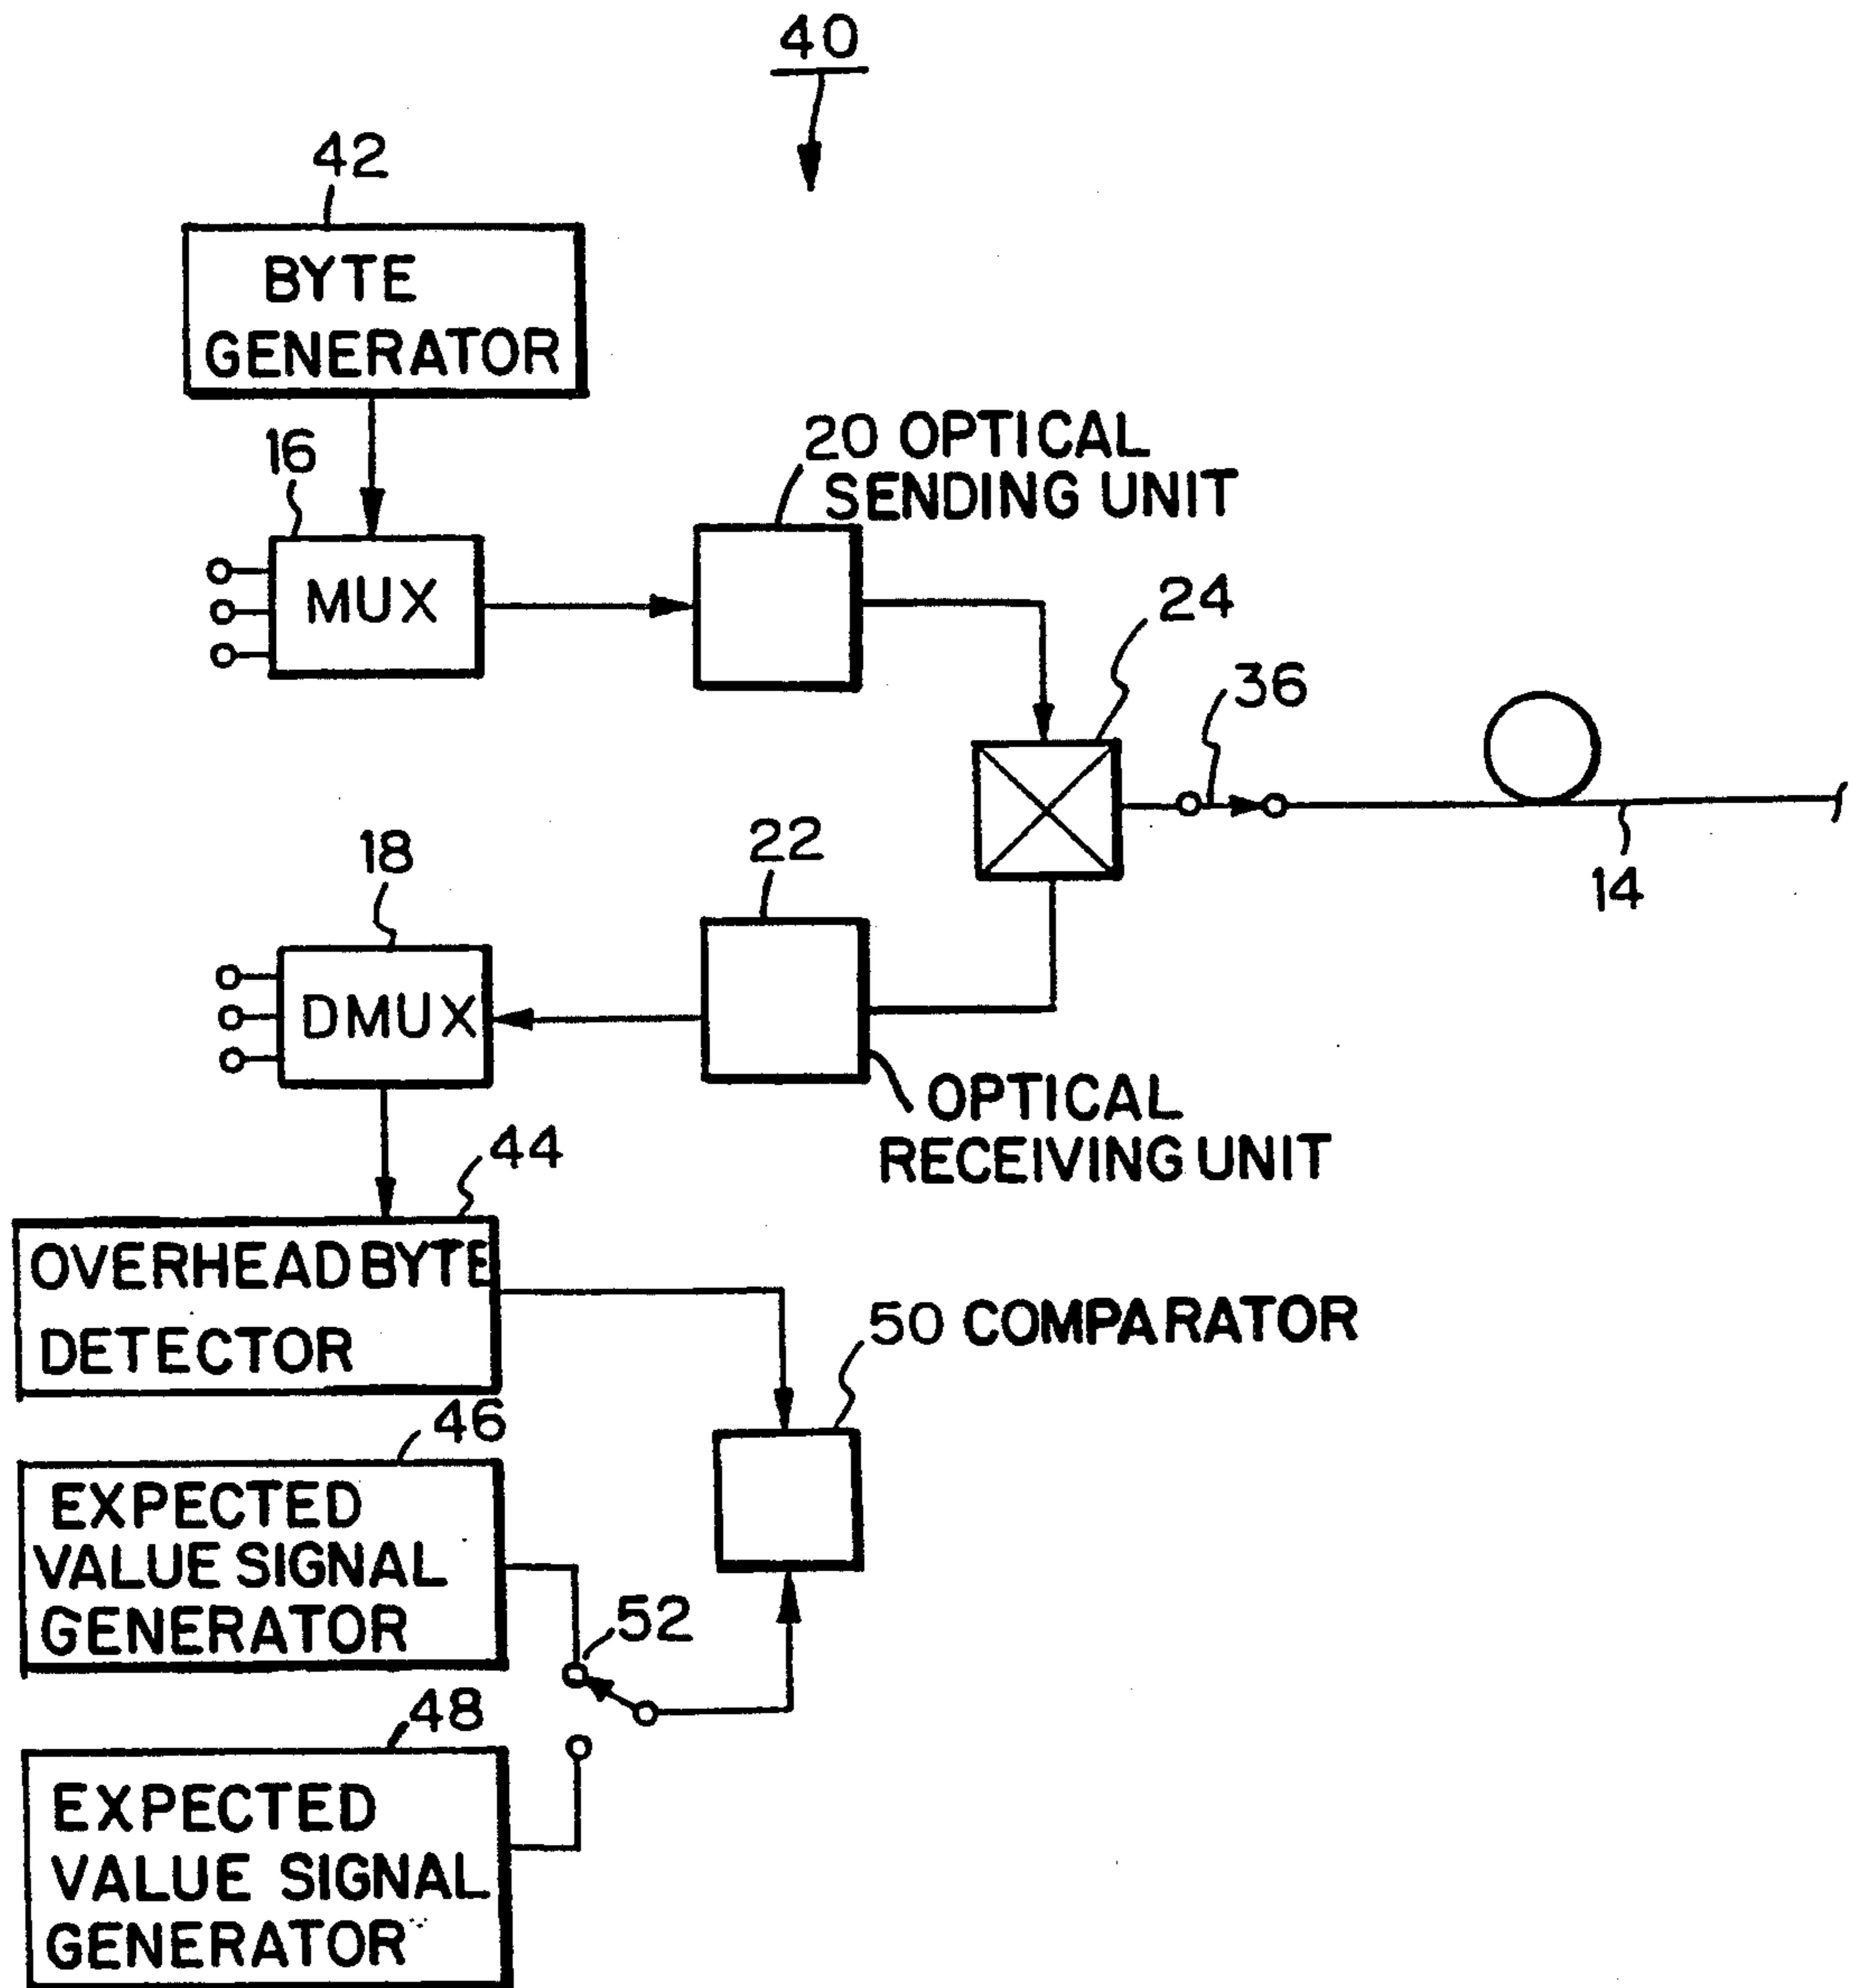 40
42
BYTE
GENERATOR
16
MUX
20 OPTICAL
SENDING UNIT
24
36
14
18
DMUX
22
OPTICAL
RECEIVING UNIT
44
OVERHEAD BYTE
DETECTOR
50 COMPARATOR
46
EXPECTED
VALUE SIGNAL
GENERATOR
52
48
EXPECTED
VALUE SIGNAL
GENERATOR